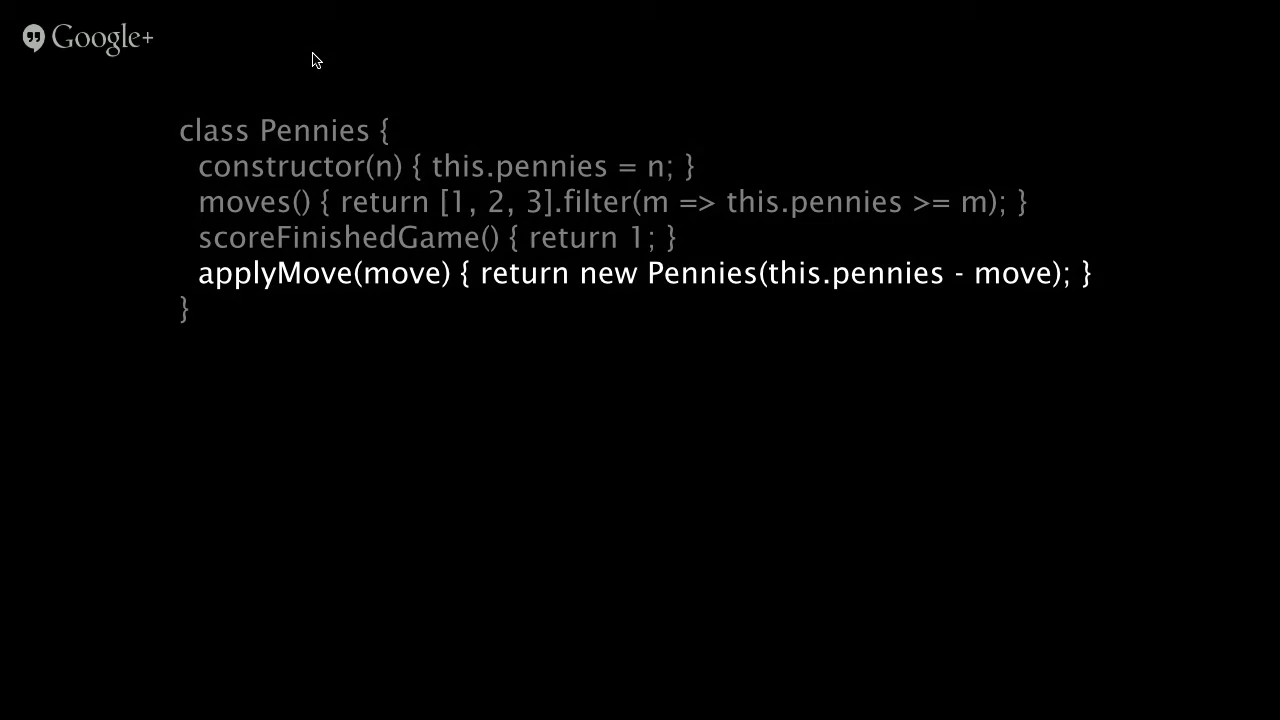 Google+
class Pennies {
constructor(n) { this.pennies = n; }
moves() { return [1, 2, 3].filter(m => this.pennies >= m); }
scoreFinishedGame() { return 1; }
applyMove(move) { return new Pennies(this.pennies - move); }
}